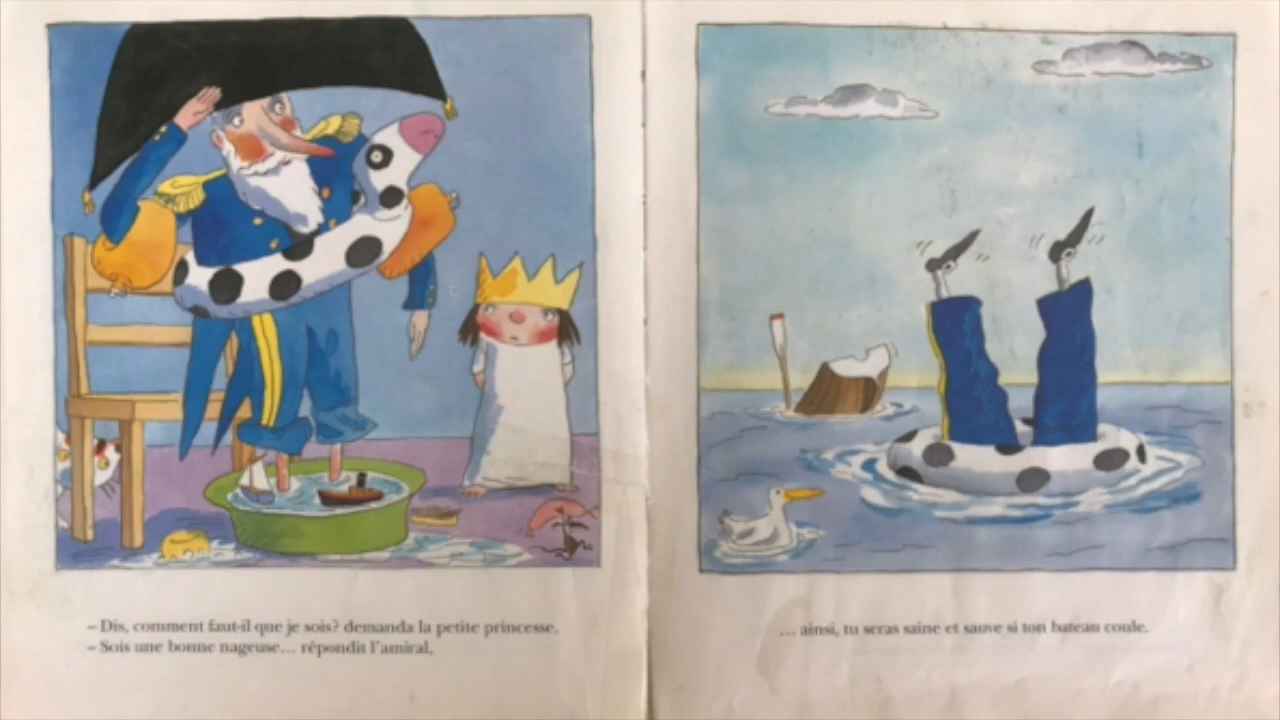 – Dis, comment faut-il que je sois? demanda la petite princesse.
– Sois une bonne nageuse... répondit l'amiral,
... ainsi, tu seras saine et sauve si ton bateau coule.